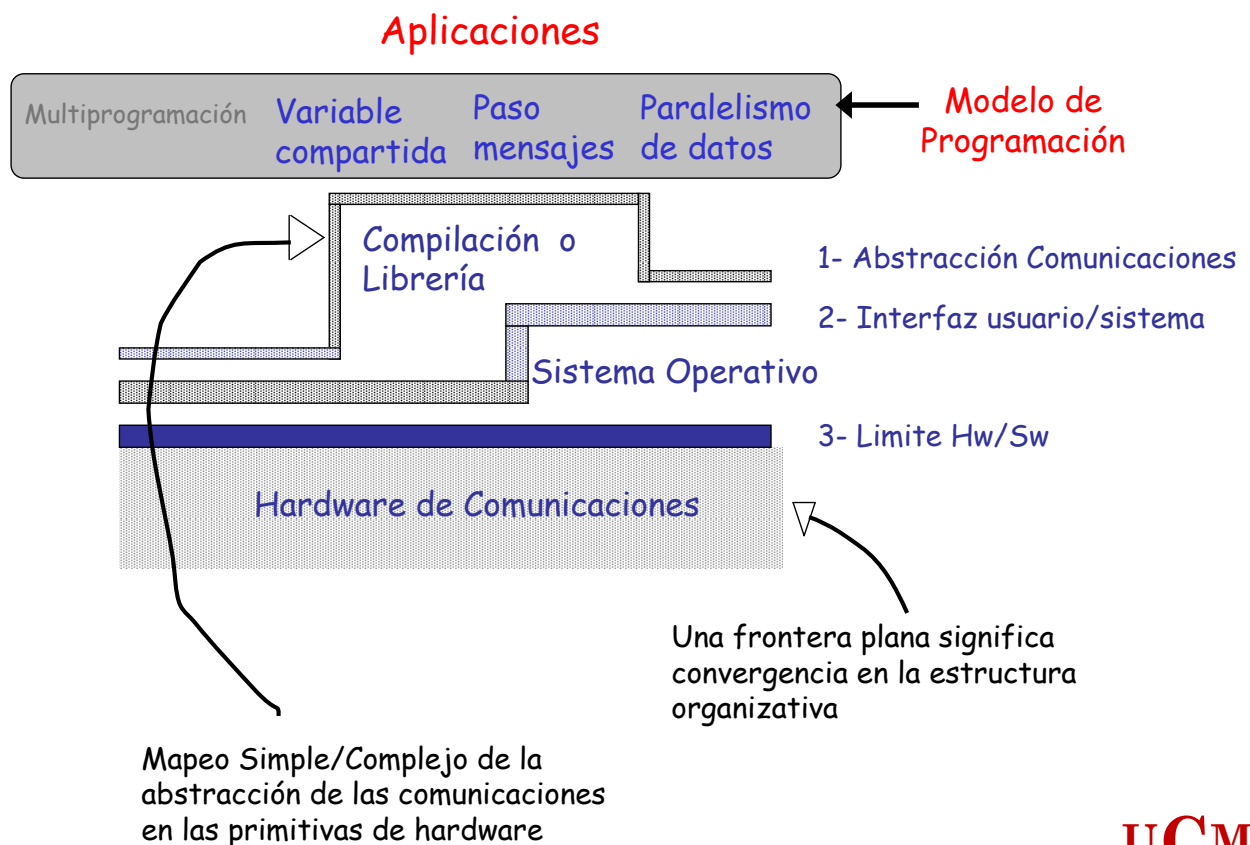 Aplicaciones
Multiprogramación
Variable
compartida
Paso
mensajes
Paralelismo
de datos
Modelo de
Programación
Compilación o
Librería
1- Abstracción Comunicaciones
2- Interfaz usuario/sistema
Sistema Operativo
3- Limite Hw/Sw
Hardware de Comunicaciones
Una frontera plana significa
convergencia en la estructura
organizativa
Mapeo Simple/Complejo de la
abstracción de las comunicaciones
en las primitivas de hardware
UCM